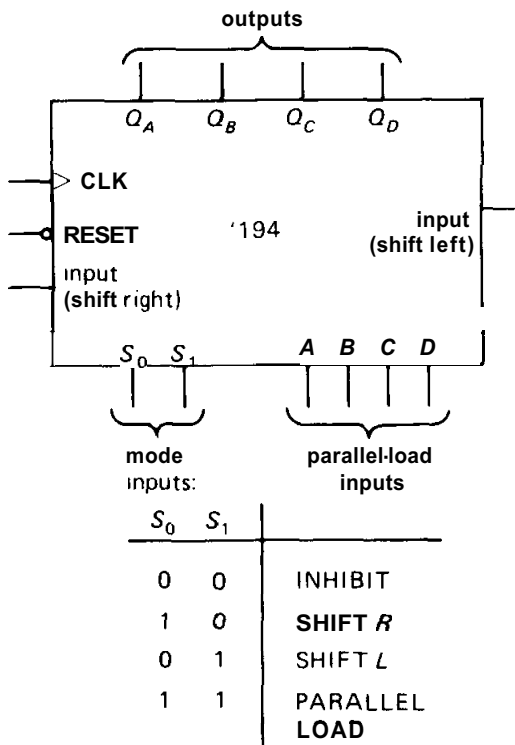 outputs
Q_A Q_B Q_C Q_D
CLK
RESET
'194
input
(shift left)
input
(shift right)
S_0 S_1 A B C D
mode
inputs:
parallel-load
inputs
S_0 S_1
0 0 INHIBIT
1 0 SHIFT R
0 1 SHIFT L
1 1 PARALLEL
LOAD